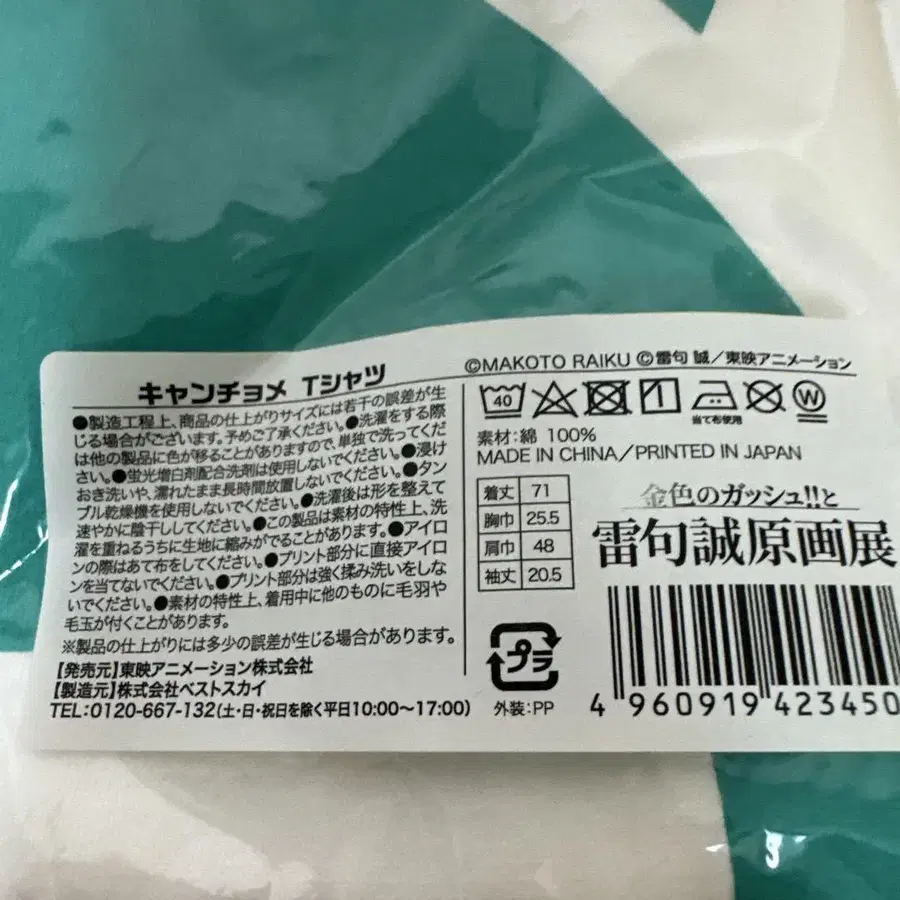 キャンチョメ Tシャツ
●製造工程上、商品の仕上がりサイズには若干の誤差が生
じる場合がございます。予めご了承ください。●洗濯をする際
は他の製品に色が移ることがありますので、単独で洗ってくだ
さい。●蛍光増白剤配合洗剤は使用しないでください。●浸け
おき洗いや、濡れたまま長時間放置しないでください。●タン
ブル乾燥機を使用しないでください。●洗濯後は形を整えて
速やかに陰干ししてください。●この製品は素材の特性上、洗
濯を重ねるうちに生地に縮みがでることがあります。●アイロ
ンの際はあて布をしてください。●プリント部分に直接アイロ
ンを当てないでください。●プリント部分は強く揉み洗いをしな
いでください。●素材の特性上、着用中に他のものに毛羽や
毛玉が付くことがあります。
※製品の仕上がりには多少の誤差が生じる場合があります。
【発売元】東映アニメーション株式会社
【製造元】株式会社ベストスカイ
TEL:0120-667-132(土・日・祝日を除く平日10:00〜17:00)
©MAKOTO RAIKU ©雷句 誠/東映アニメーション
40
当て布使用
W
素材:綿 100%
MADE IN CHINA/PRINTED IN JAPAN
着丈 71
胸巾 25.5
肩巾 48
袖丈 20.5
プラ
外装:PP
金色のガッシュ!!と
雷句誠原画展
4 960919 423450